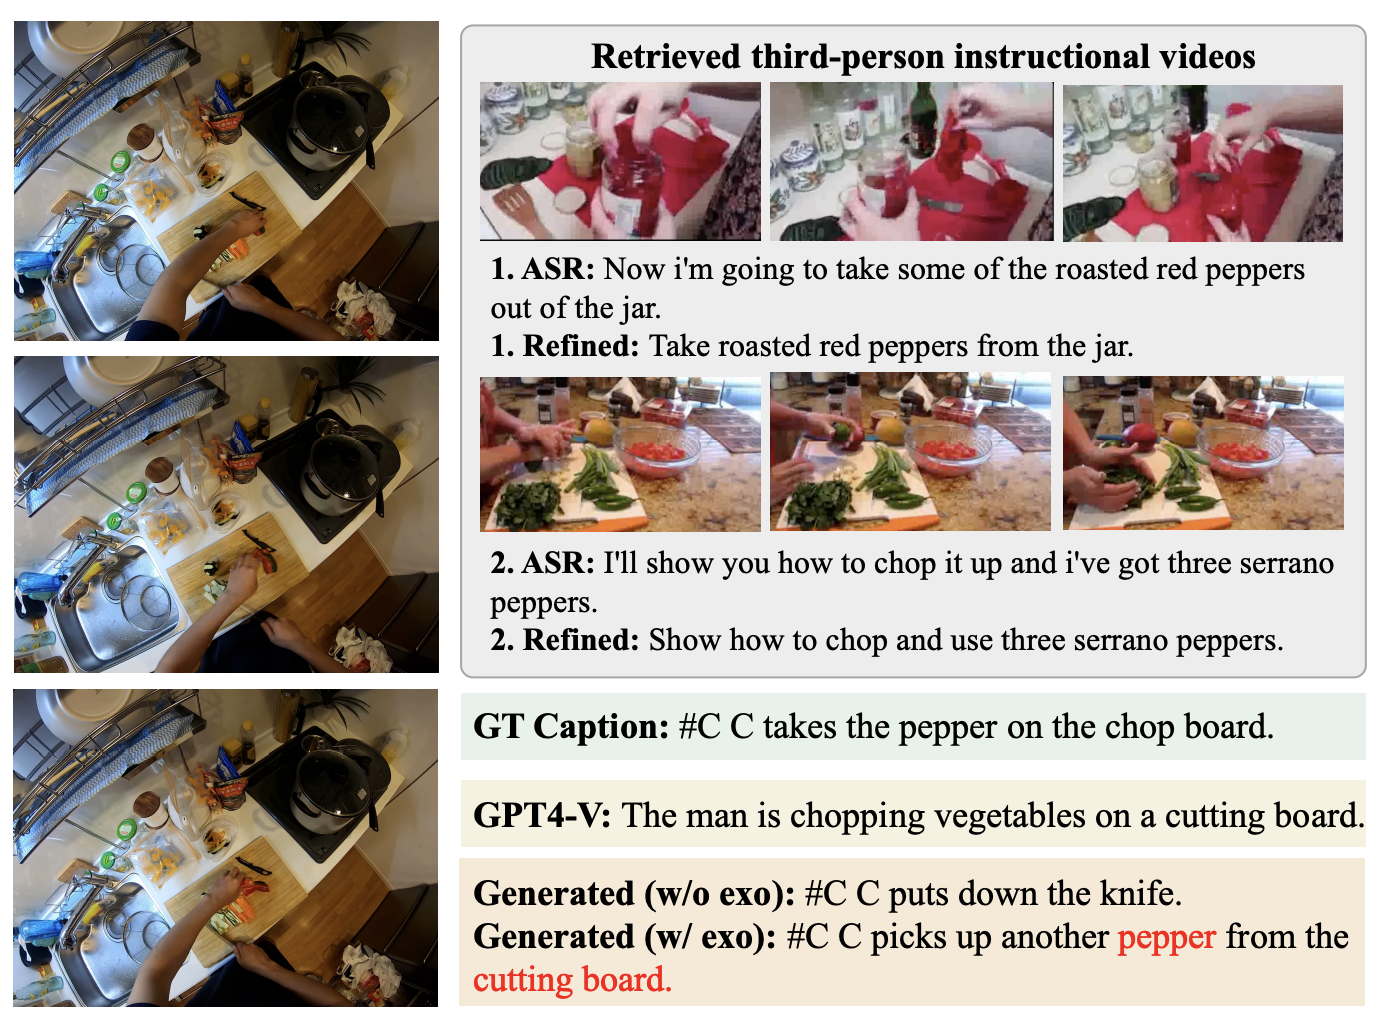 Retrieved third-person instructional videos
1. ASR: Now i'm going to take some of the roasted red peppers
out of the jar.
1. Refined: Take roasted red peppers from the jar.
2. ASR: I'll show you how to chop it up and i've got three serrano
peppers.
2. Refined: Show how to chop and use three serrano peppers.
GT Caption: #C C takes the pepper on the chop board.
GPT4-V: The man is chopping vegetables on a cutting board.
Generated (w/o exo): #C C puts down the knife.
Generated (w/ exo): #C C picks up another pepper from the
cutting board.